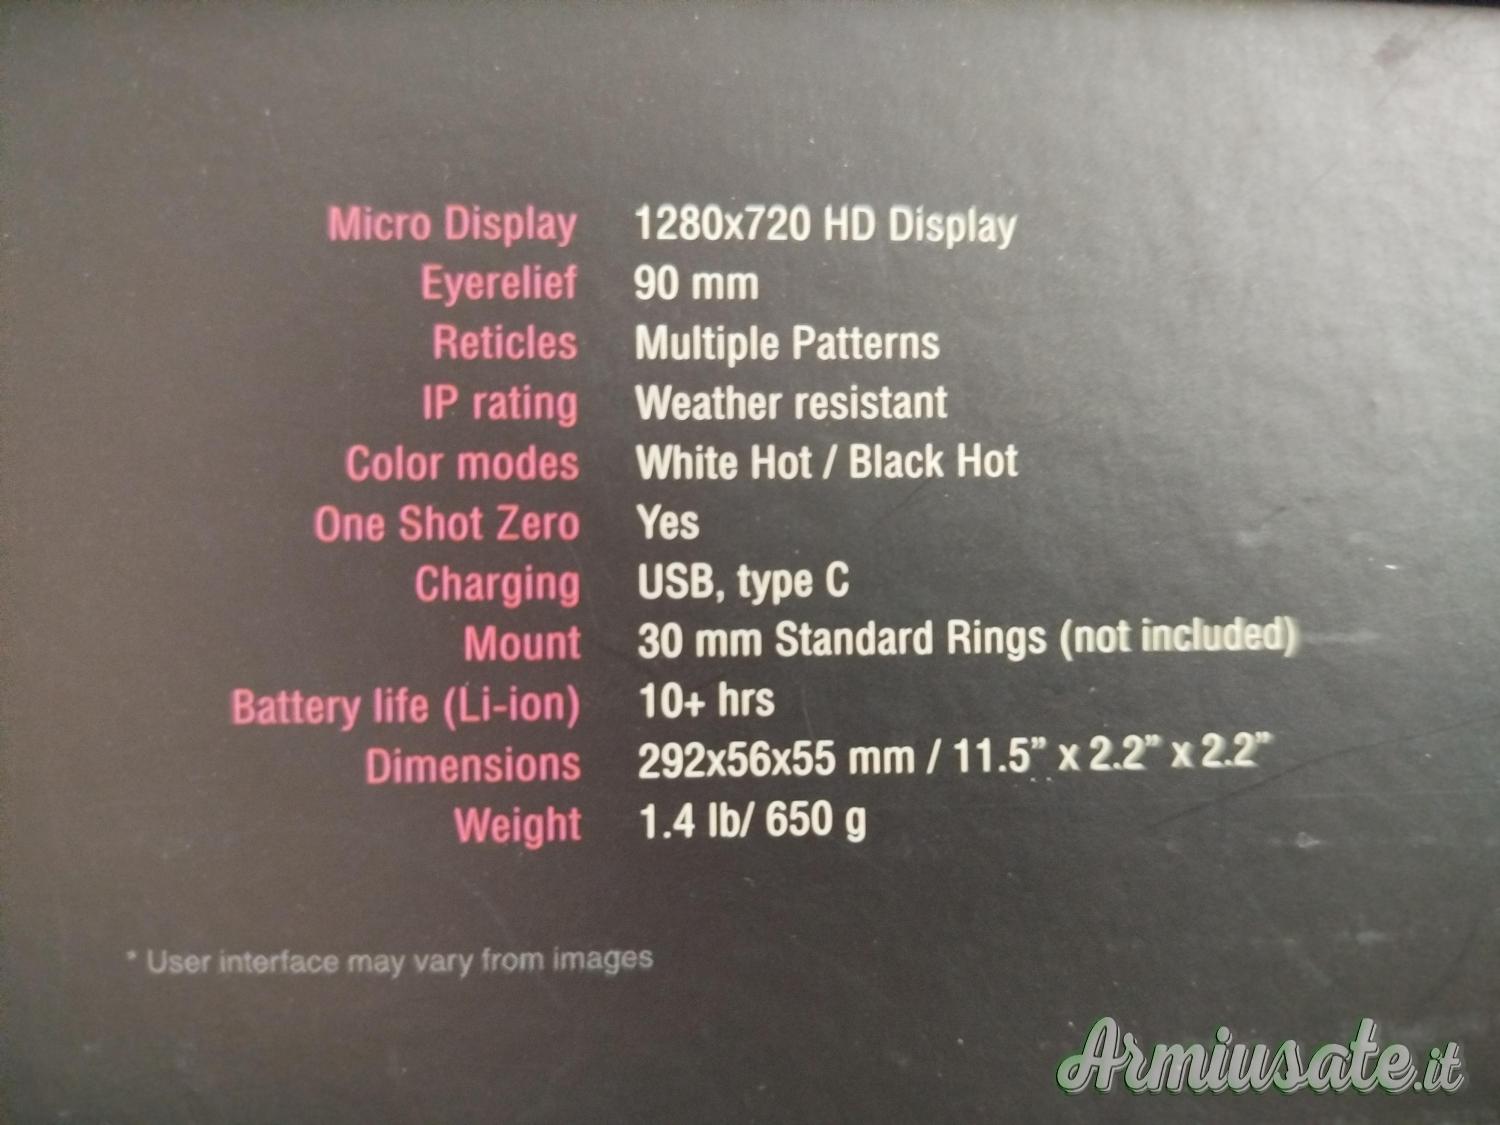 Micro Display 1280x720 HD Display
Eyerelief 90 mm
Reticles Multiple Patterns
IP rating Weather resistant
Color modes White Hot / Black Hot
One Shot Zero Yes
Charging USB, type C
Mount 30 mm Standard Rings (not included)
Battery life (Li-ion) 10+ hrs
Dimensions 292x56x55 mm / 11.5” x 2.2” x 2.2”
Weight 1.4 lb/ 650 g
* User interface may vary from images
Armiusate.it